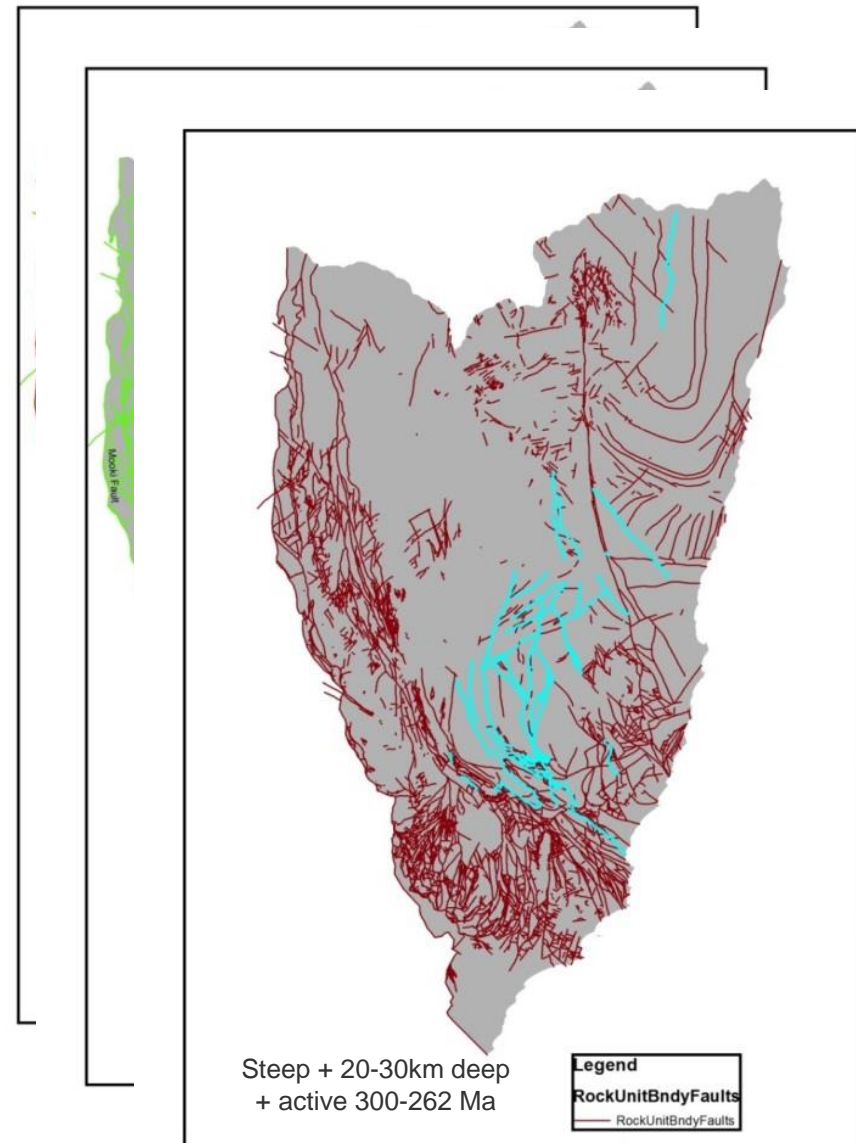 Mooki Fault
Steep + 20-30km deep
+ active 300-262 Ma
Legend
RockUnitBndyFaults
RockUnitBndyFaults